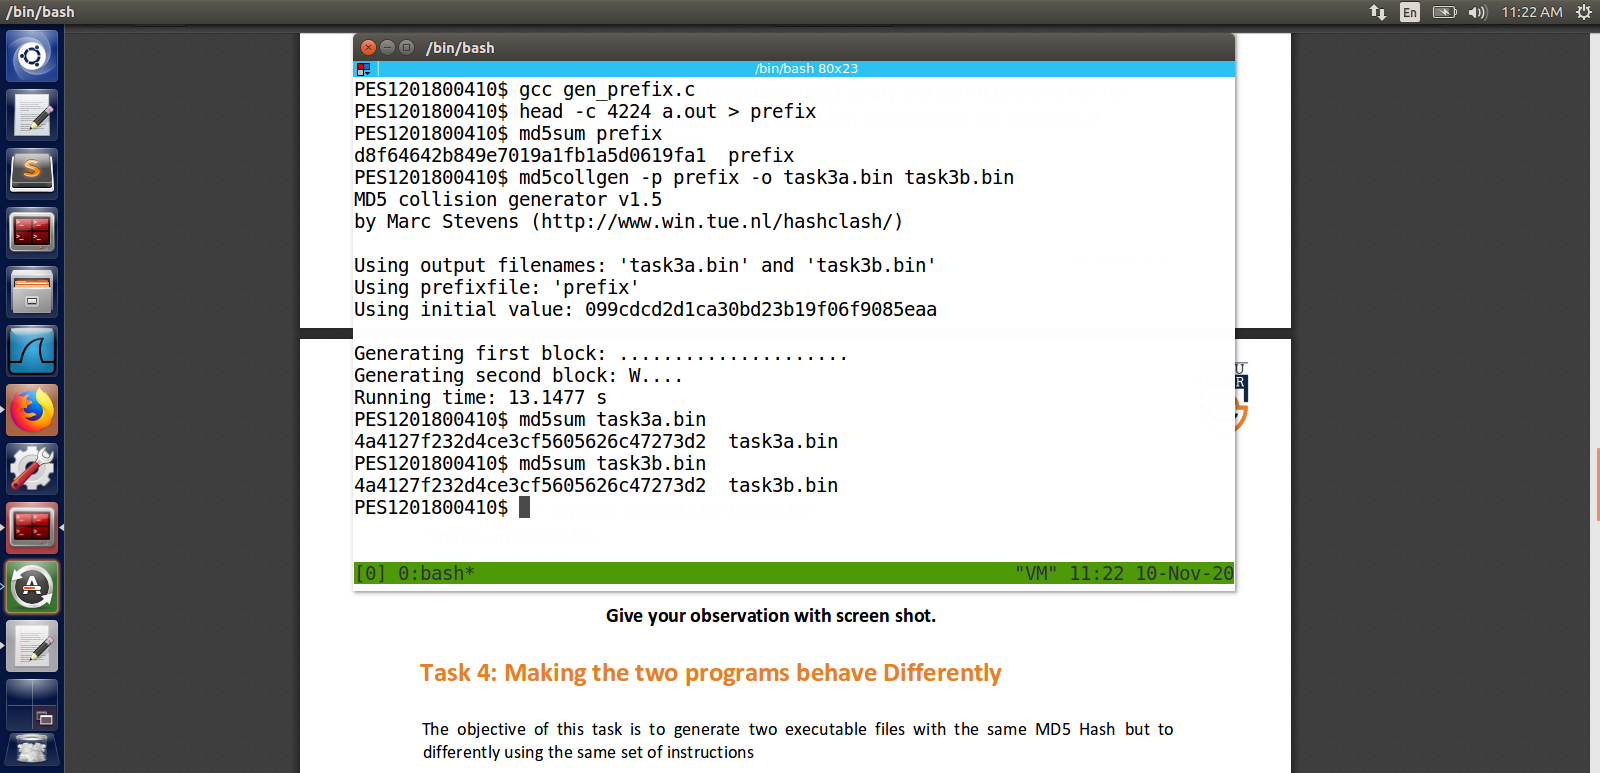 /bin/bash
En
11:22 AM
/bin/bash
/bin/bash 80x23
PES1201800410$ gcc gen_prefix.c
PES1201800410$ head -c 4224 a.out > prefix
PES1201800410$ md5sum prefix
d8f64642b849e7019a1fb1a5d0619fa1  prefix
PES1201800410$ md5collgen -p prefix -o task3a.bin task3b.bin
MD5 collision generator v1.5
by Marc Stevens (http://www.win.tue.nl/hashclash/)
Using output filenames: 'task3a.bin' and 'task3b.bin'
Using prefixfile: 'prefix'
Using initial value: 099cdcd2d1ca30bd23b19f06f9085eaa
Generating first block: .....................
Generating second block: W....
Running time: 13.1477 s
PES1201800410$ md5sum task3a.bin
4a4127f232d4ce3cf5605626c47273d2  task3a.bin
PES1201800410$ md5sum task3b.bin
4a4127f232d4ce3cf5605626c47273d2  task3b.bin
PES1201800410$
[0] 0:bash*
"VM" 11:22 10-Nov-20
U
R
Give your observation with screen shot.
Task 4: Making the two programs behave Differently
The objective of this task is to generate two executable files with the same MD5 Hash but to
differently using the same set of instructions